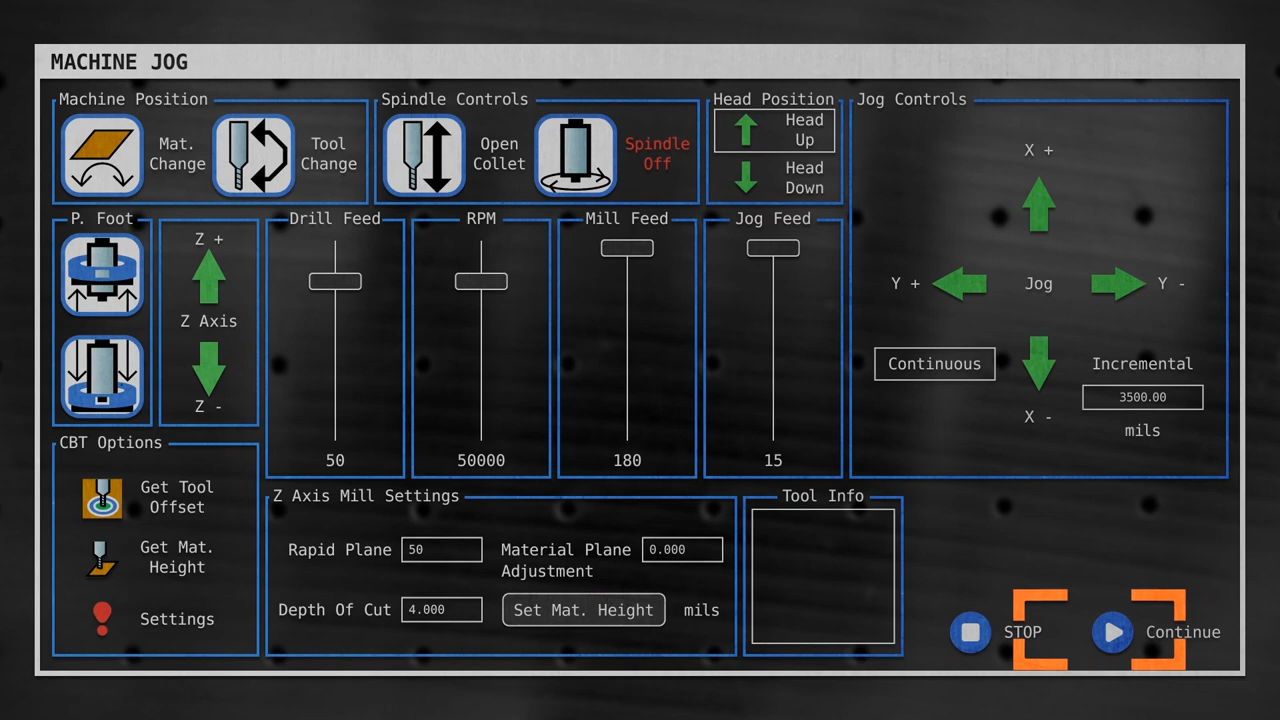 MACHINE JOG
Machine Position
Mat.
Change
Tool
Change
Spindle Controls
Open
Collet
Spindle
Off
Head Position
Head
Up
Head
Down
Jog Controls
X +
Y +
Jog
Y -
Continuous
X -
Incremental
3500.00
mils
P. Foot
Z +
Z Axis
Z -
Drill Feed
50
RPM
50000
Mill Feed
180
Jog Feed
15
CBT Options
Get Tool
Offset
Get Mat.
Height
Settings
Z Axis Mill Settings
Rapid Plane
50
Material Plane
Adjustment
0.000
Depth Of Cut
4.000
Set Mat. Height
mils
Tool Info
STOP
Continue